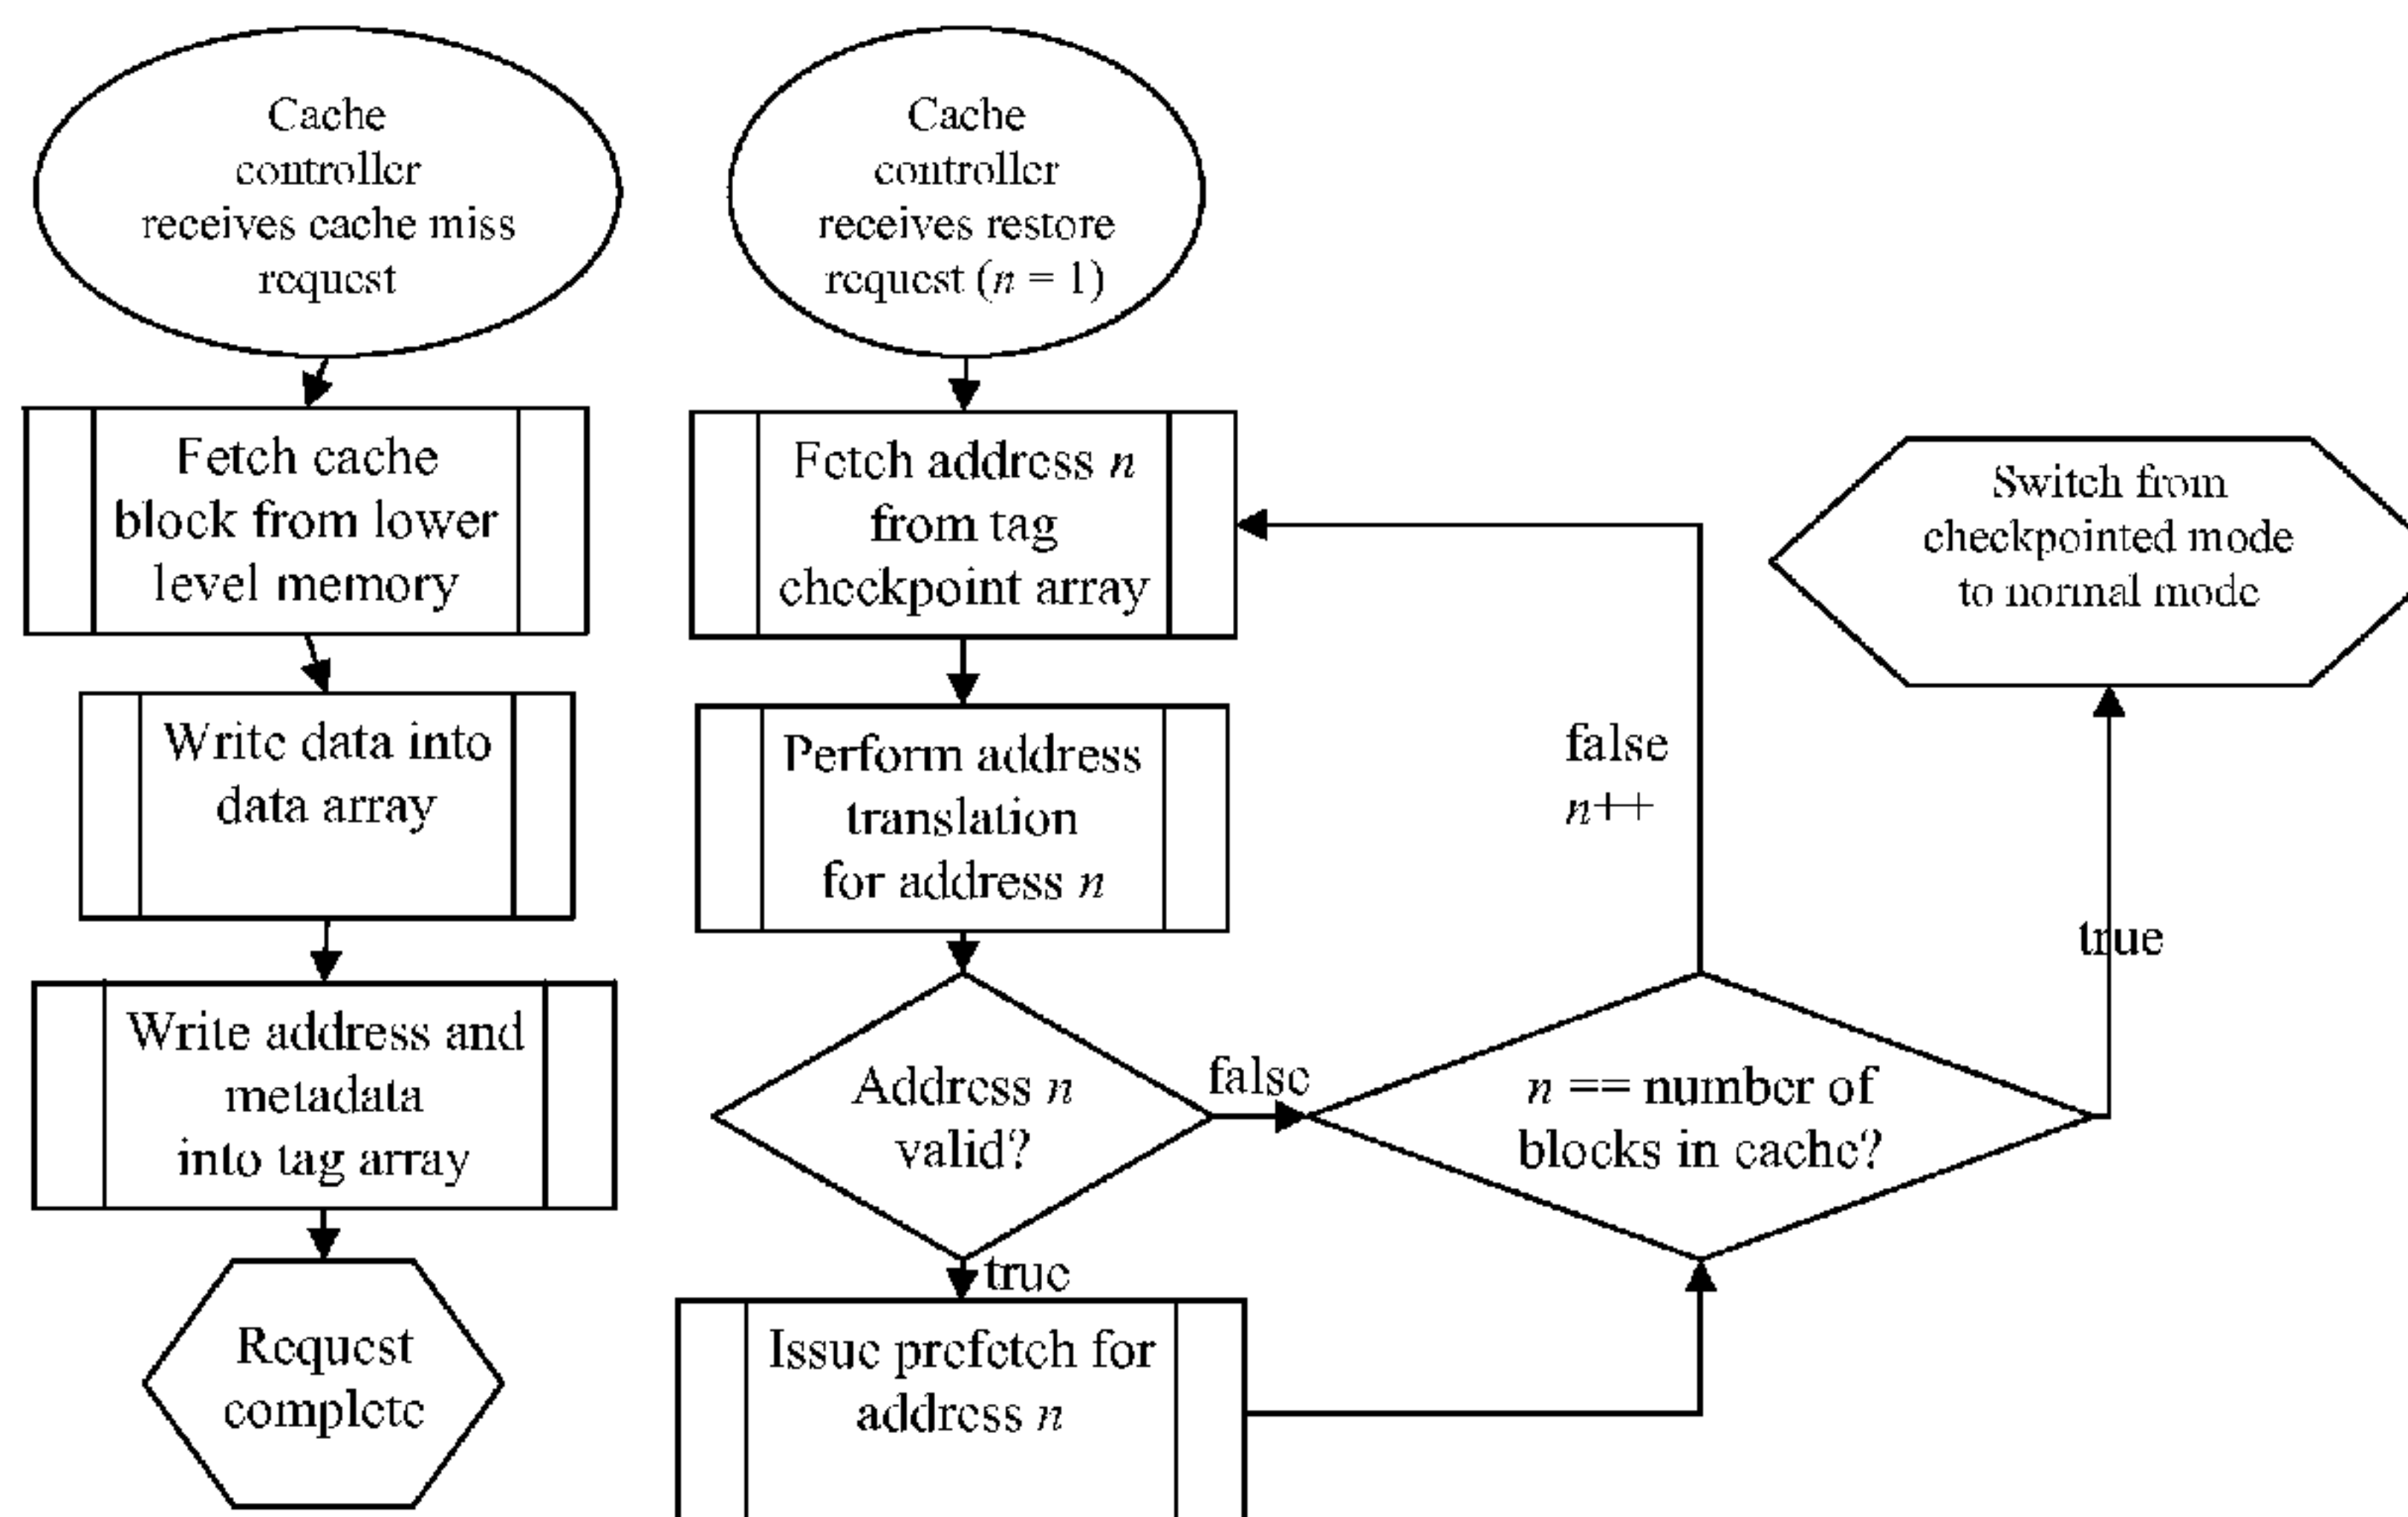 Cache
controller
receives cache miss
request
Fetch cache
block from lower
level memory
Write data into
data array
Write address and
metadata
into tag array
Request
complete
Cache
controller
receives restore
request (n = 1)
Fetch address n
from tag
checkpoint array
Perform address
translation
for address n
Address n
valid?
false
true
Issue prefetch for
address n
n == number of
blocks in cache?
false
n++
true
Switch from
checkpointed mode
to normal mode